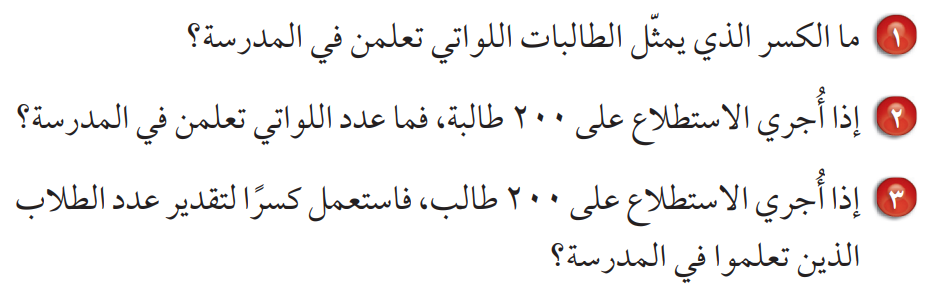 ١ ما الكسر الذي يمثّل الطالبات اللواتي تعلمن في المدرسة؟
٢ إذا أُجري الاستطلاع على ٢٠٠ طالبة، فما عدد اللواتي تعلمن في المدرسة؟
٣ إذا أُجري الاستطلاع على ٢٠٠ طالب، فاستعمل كسرًا لتقدير عدد الطلاب
الذين تعلموا في المدرسة؟